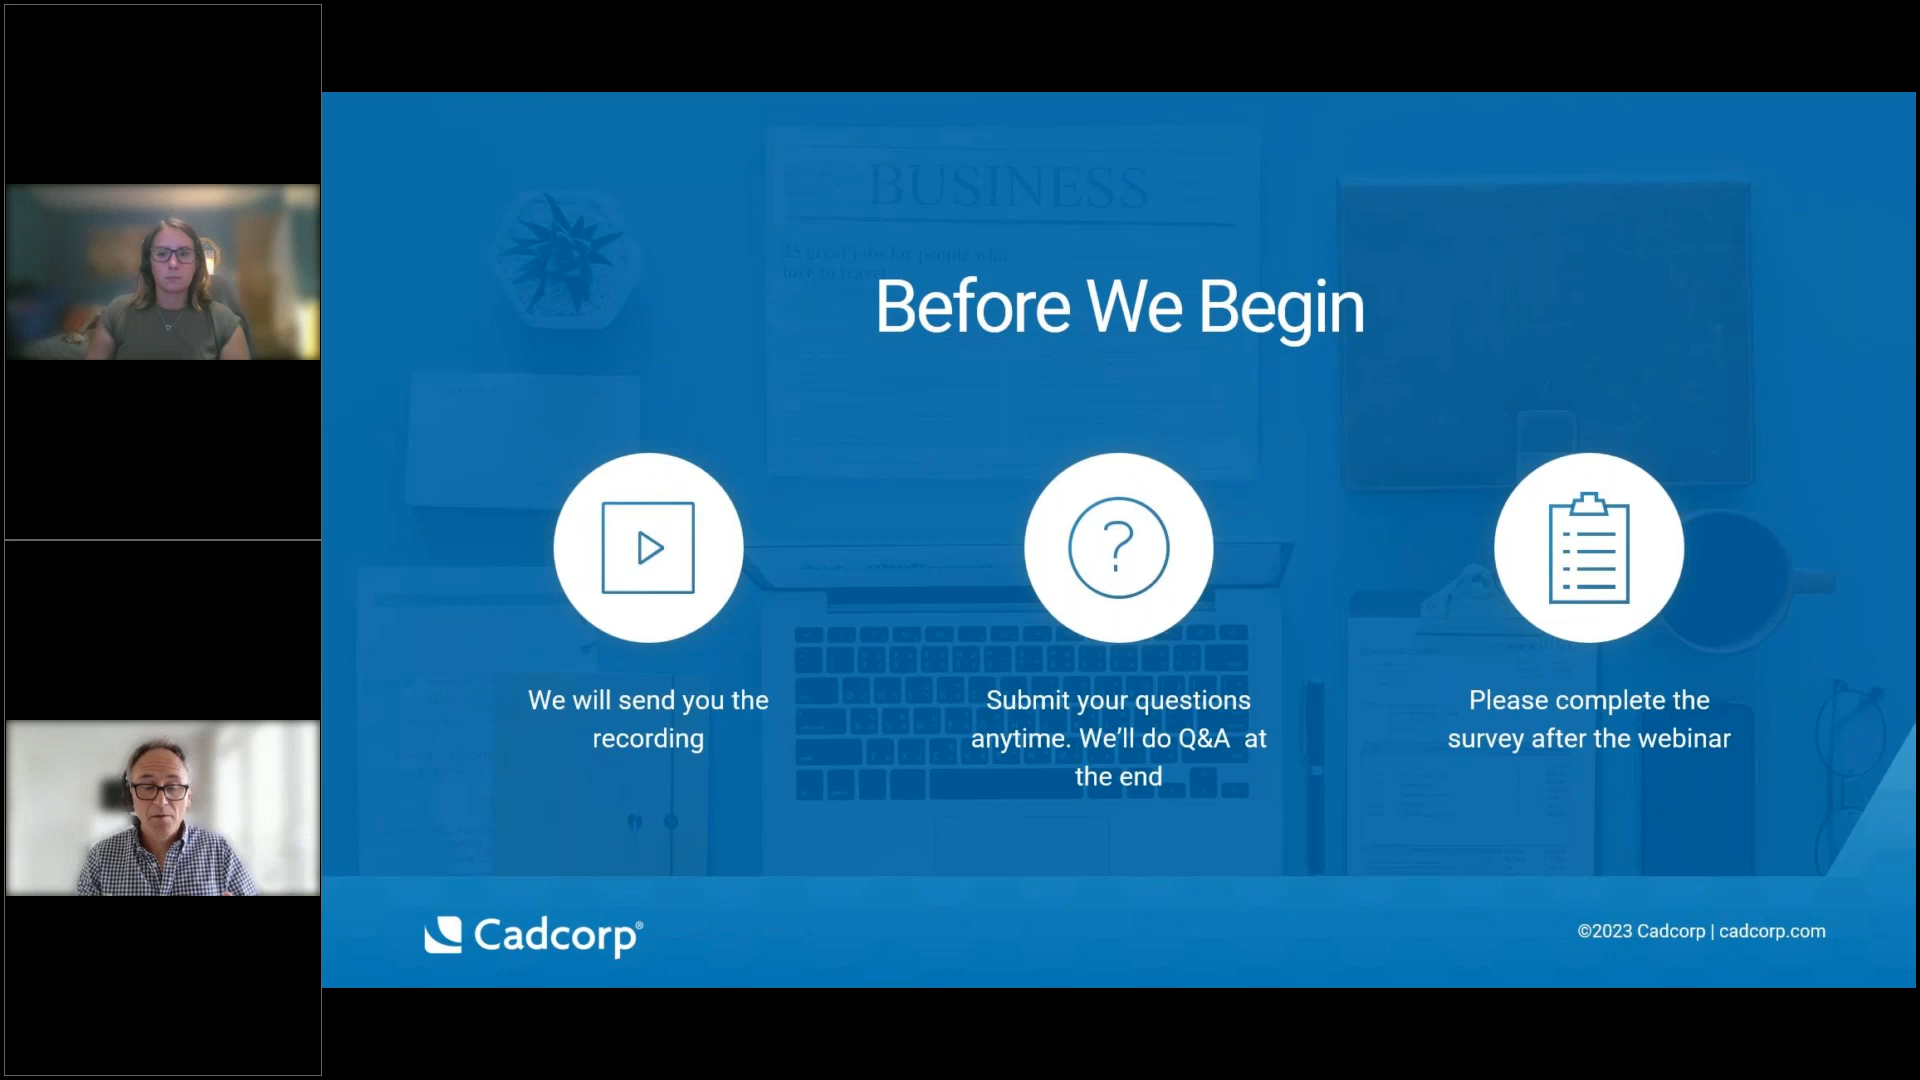 BUSINESS
25 great jobs for people who
love to travel
Before We Begin
We will send you the
recording
Submit your questions
anytime. We’ll do Q&A at
the end
Please complete the
survey after the webinar
Cadcorp®
©2023 Cadcorp | cadcorp.com